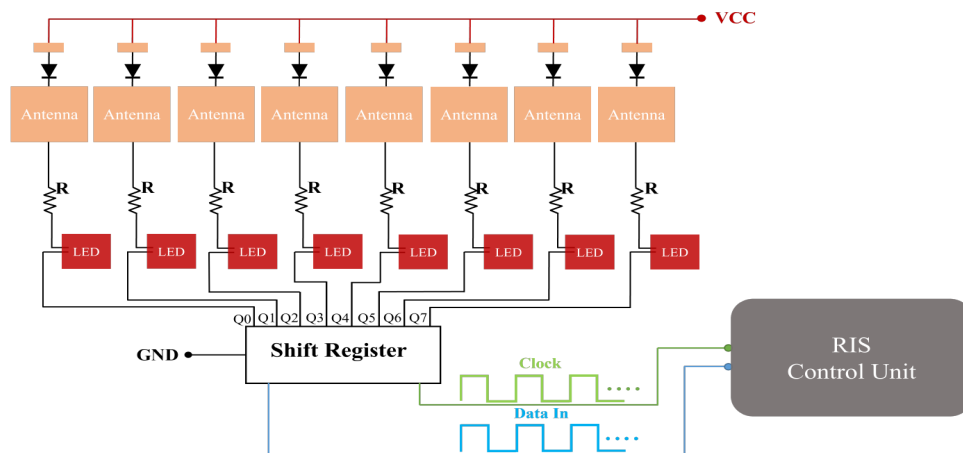 VCC
Antenna Antenna Antenna Antenna Antenna Antenna Antenna Antenna
R R R R R R R R
LED LED LED LED LED LED LED LED
Q0 Q1 Q2 Q3 Q4 Q5 Q6 Q7
Shift Register
GND
Clock
Data In
RIS
Control Unit